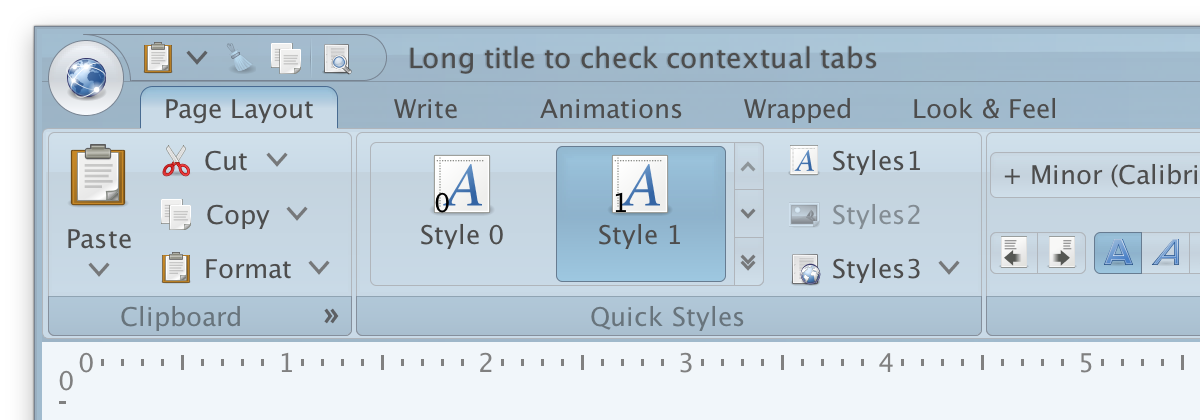 Long title to check contextual tabs
Page Layout Write Animations Wrapped Look & Feel
Paste
Cut
Copy
Format
Clipboard
A
0
Style 0
A
1
Style 1
Styles1
Styles2
Styles3
Quick Styles
+ Minor (Calibri
A A
0 1 2 3 4 5
0